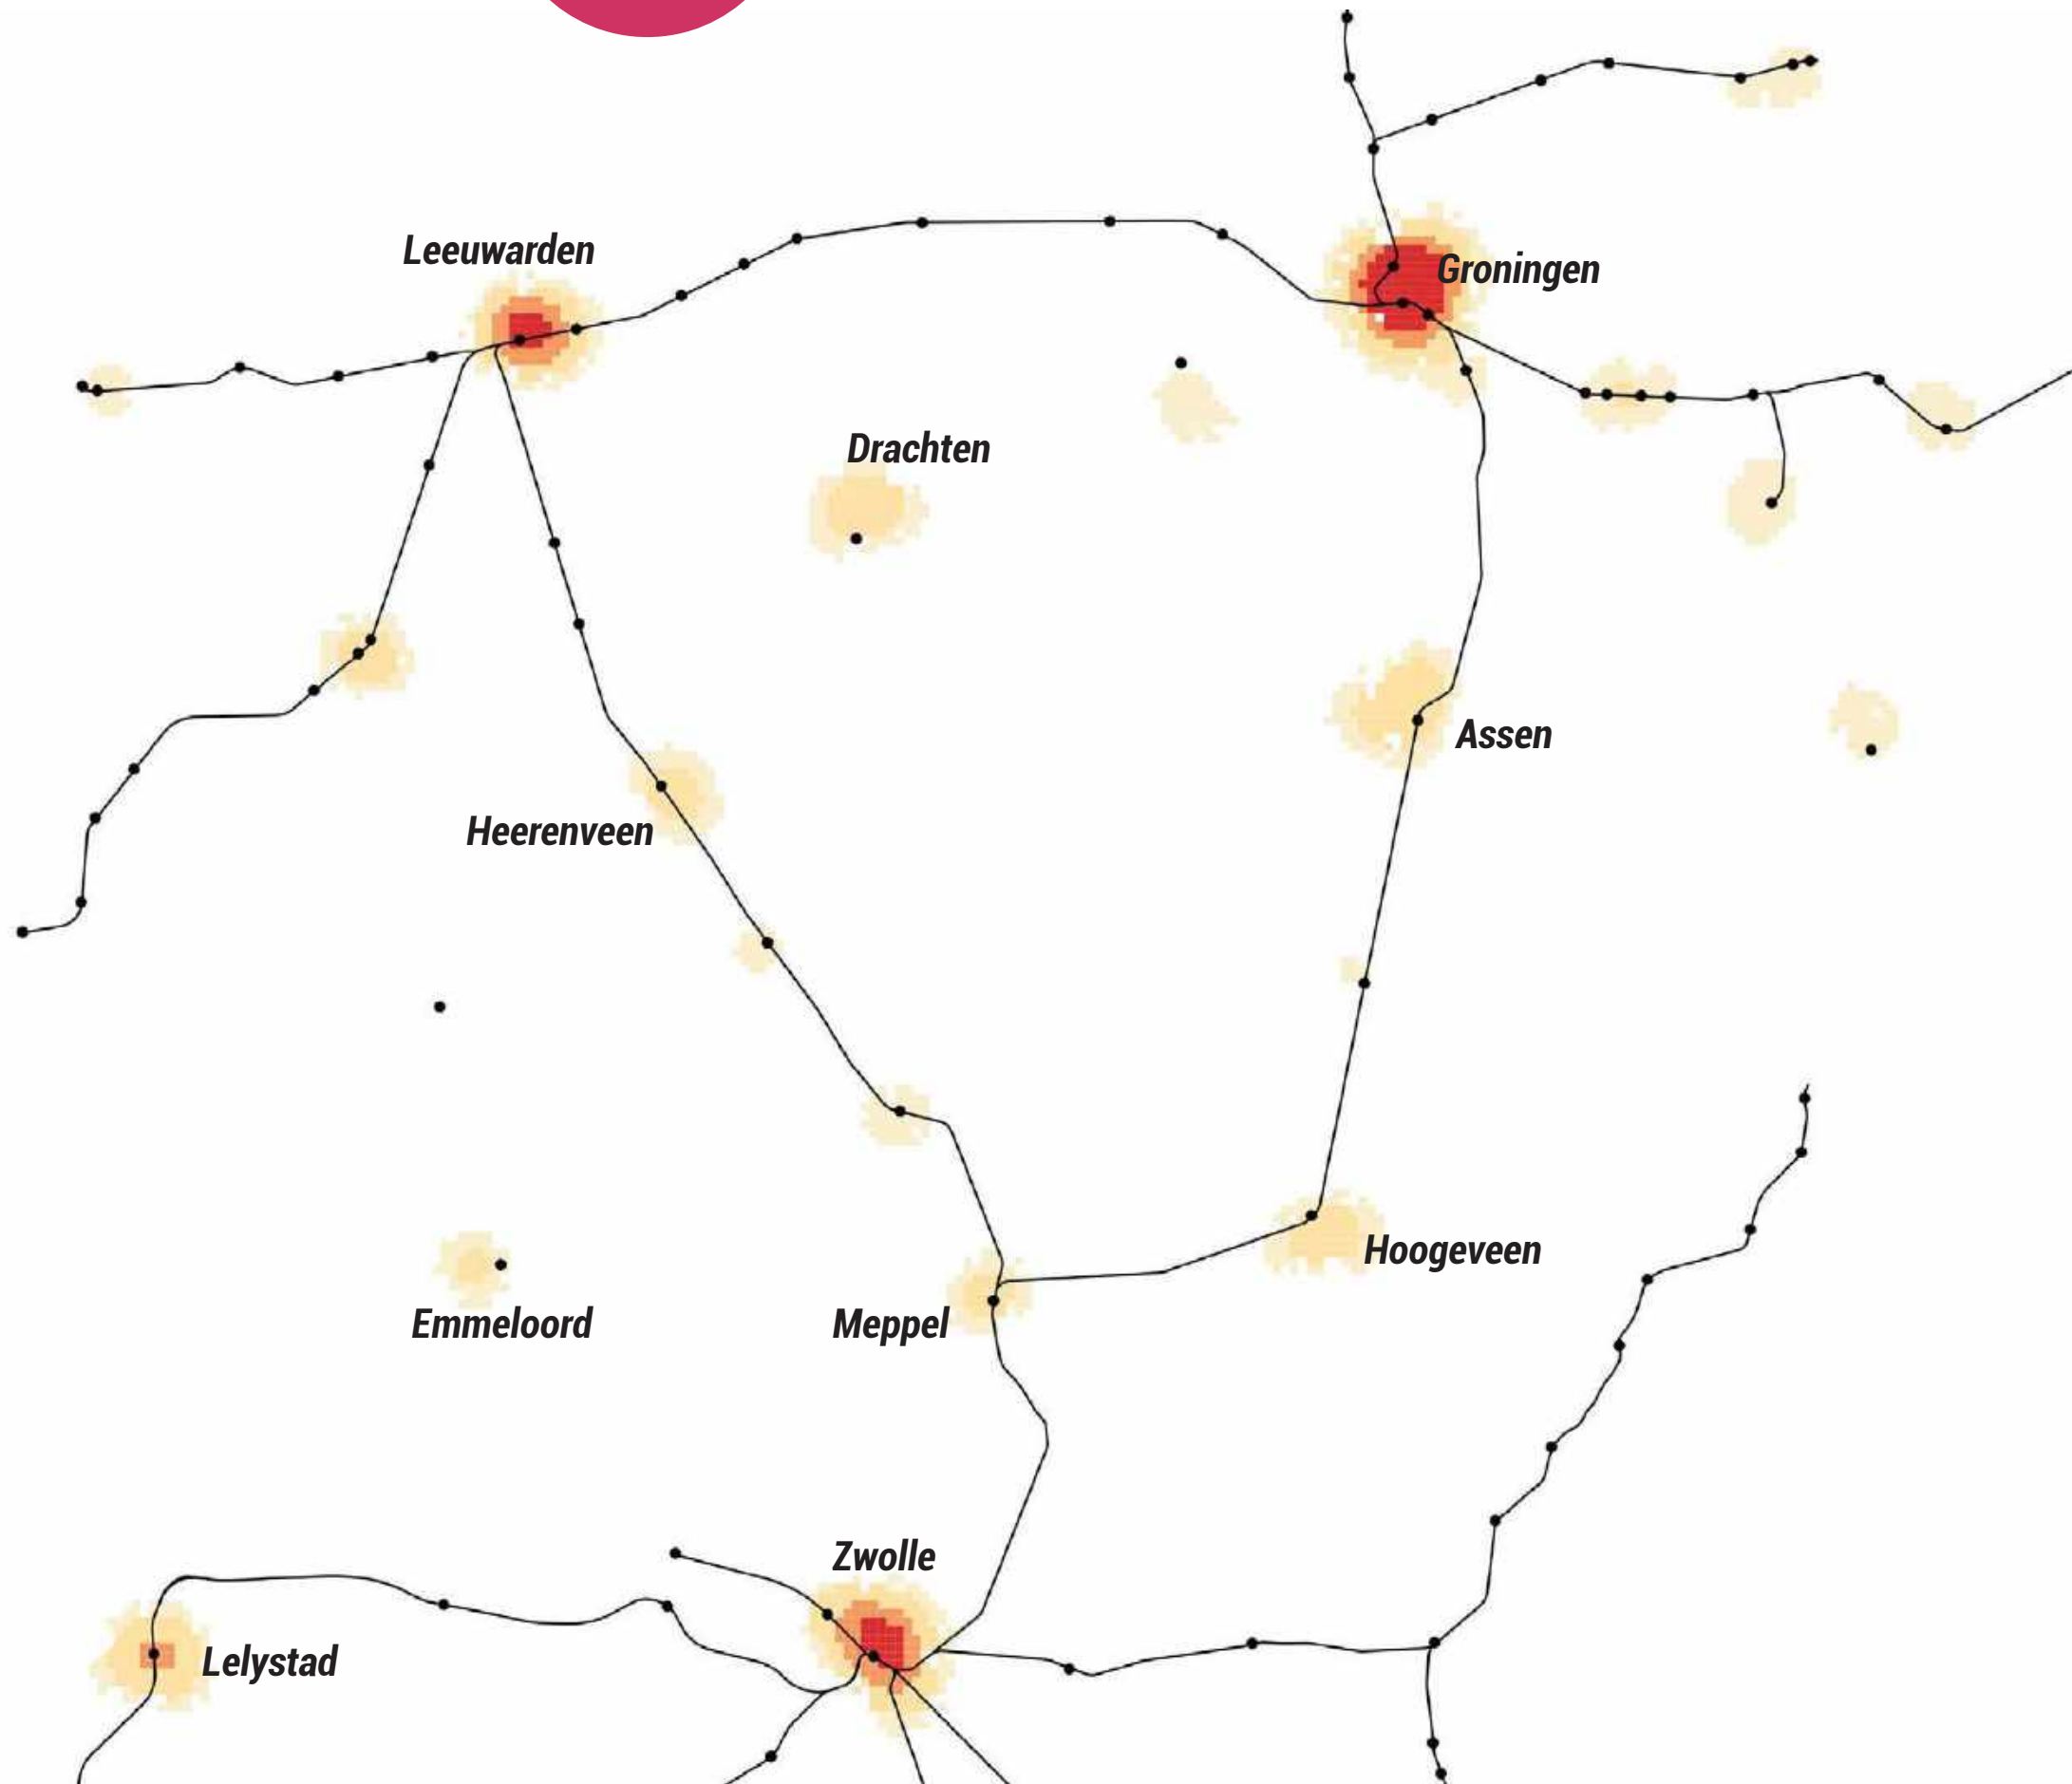 Leeuwarden
Groningen
Drachten
Assen
Heerenveen
Hoogeveen
Emmeloord
Meppel
Zwolle
Lelystad